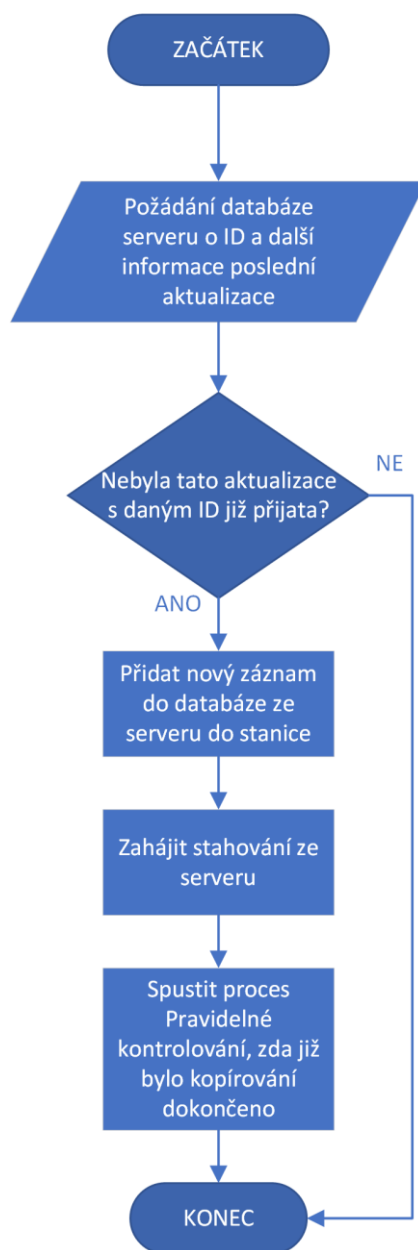 ZAČÁTEK
Požádání databáze
serveru o ID a další
informace poslední
aktualizace
Nebyla tato aktualizace
s daným ID již přijata?
NE
ANO
Přidat nový záznam
do databáze ze
serveru do stanice
Zahájit stahování ze
serveru
Spustit proces
Pravidelné
kontrolování, zda již
bylo kopírování
dokončeno
KONEC